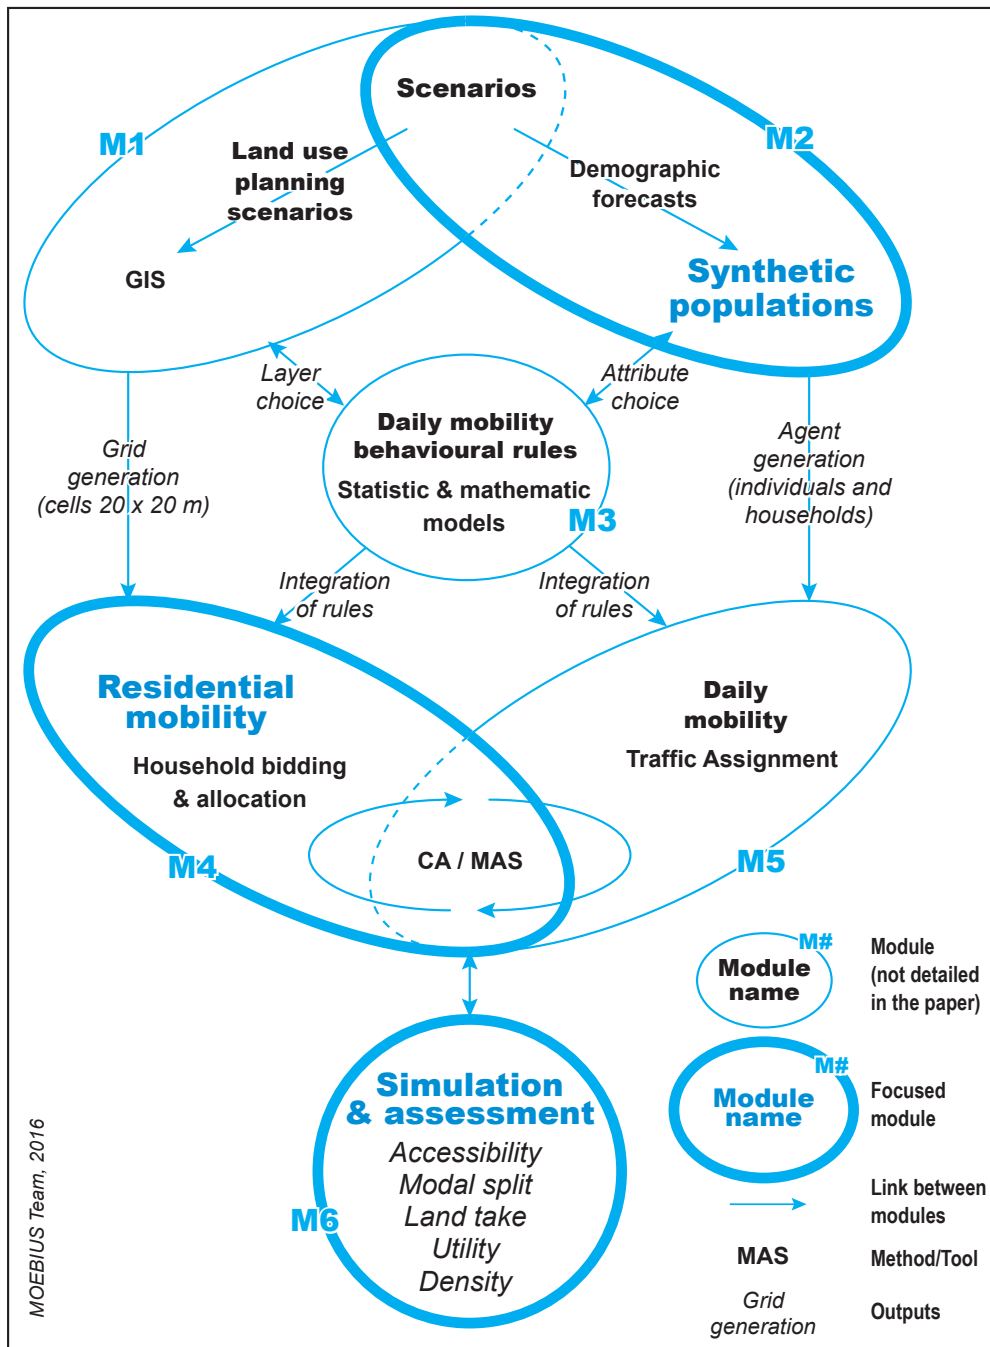 Scenarios
M1
M2
Land use
planning
scenarios
Demographic
forecasts
GIS
Synthetic
populations
Layer
choice
Attribute
choice
Daily mobility
behavioural rules
Statistic & mathematic
models
M3
Grid
generation
(cells 20 x 20 m)
Agent
generation
(individuals and
households)
Integration
of rules
Integration
of rules
Residential
mobility
Household bidding
& allocation
Daily
mobility
Traffic Assignment
CA / MAS
M4
M5
Simulation
& assessment
Accessibility
Modal split
Land take
Utility
Density
M6
M#
Module
name
Module
(not detailed
in the paper)
M#
Module
name
Focused
module
Link between
modules
MAS
Method/Tool
Grid
generation
Outputs
MOEBIUS Team, 2016